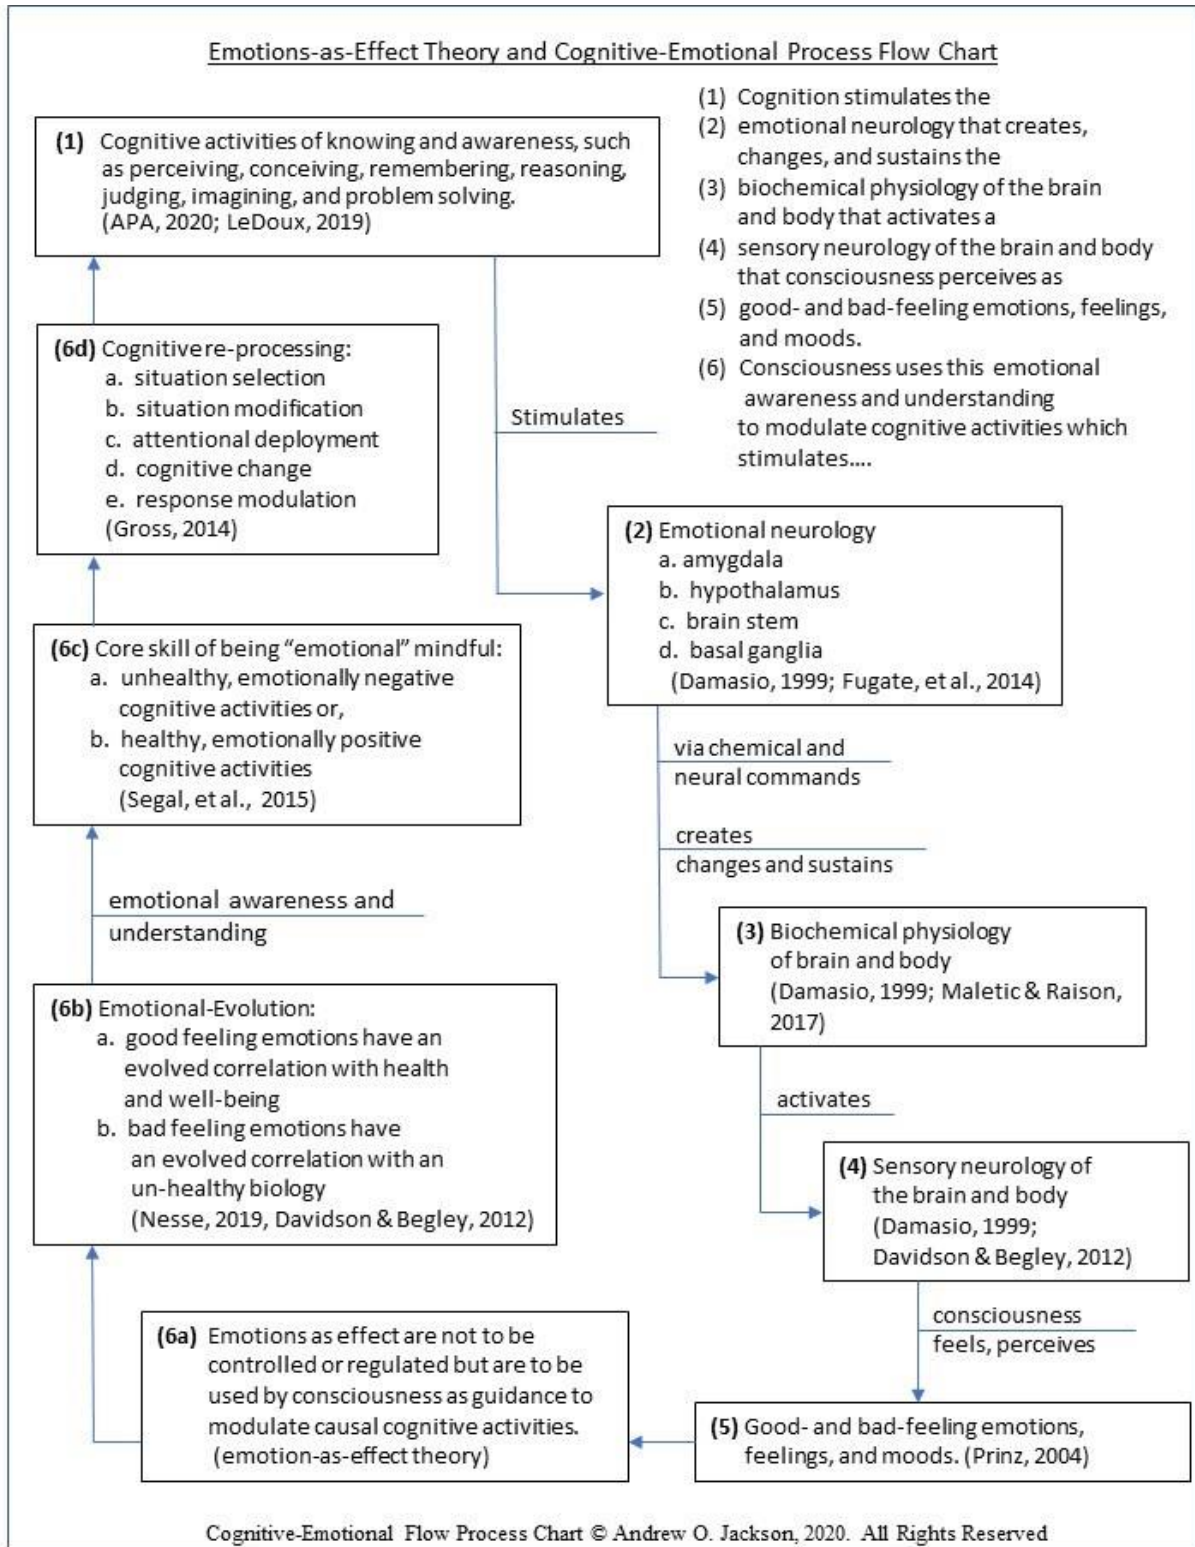 Emotions-as-Effect Theory and Cognitive-Emotional Process Flow Chart
(1) Cognition stimulates the
(2) emotional neurology that creates,
changes, and sustains the
(3) biochemical physiology of the brain
and body that activates a
(4) sensory neurology of the brain and body
that consciousness perceives as
(5) good- and bad-feeling emotions, feelings,
and moods.
(6) Consciousness uses this emotional
awareness and understanding
to modulate cognitive activities which
stimulates....
(1) Cognitive activities of knowing and awareness, such
as perceiving, conceiving, remembering, reasoning,
judging, imagining, and problem solving.
(APA, 2020; LeDoux, 2019)
Stimulates
(2) Emotional neurology
a. amygdala
b. hypothalamus
c. brain stem
d. basal ganglia
(Damasio, 1999; Fugate, et al., 2014)
via chemical and
neural commands
creates
changes and sustains
(3) Biochemical physiology
of brain and body
(Damasio, 1999; Maletic & Raison,
2017)
activates
(4) Sensory neurology of
the brain and body
(Damasio, 1999;
Davidson & Begley, 2012)
consciousness
feels, perceives
(5) Good- and bad-feeling emotions,
feelings, and moods. (Prinz, 2004)
(6a) Emotions as effect are not to be
controlled or regulated but are to be
used by consciousness as guidance to
modulate causal cognitive activities.
(emotion-as-effect theory)
(6b) Emotional-Evolution:
a. good feeling emotions have an
evolved correlation with health
and well-being
b. bad feeling emotions have
an evolved correlation with an
un-healthy biology
(Nesse, 2019, Davidson & Begley, 2012)
emotional awareness and
understanding
(6c) Core skill of being “emotional” mindful:
a. unhealthy, emotionally negative
cognitive activities or,
b. healthy, emotionally positive
cognitive activities
(Segal, et al., 2015)
(6d) Cognitive re-processing:
a. situation selection
b. situation modification
c. attentional deployment
d. cognitive change
e. response modulation
(Gross, 2014)
Cognitive-Emotional Flow Process Chart © Andrew O. Jackson, 2020. All Rights Reserved